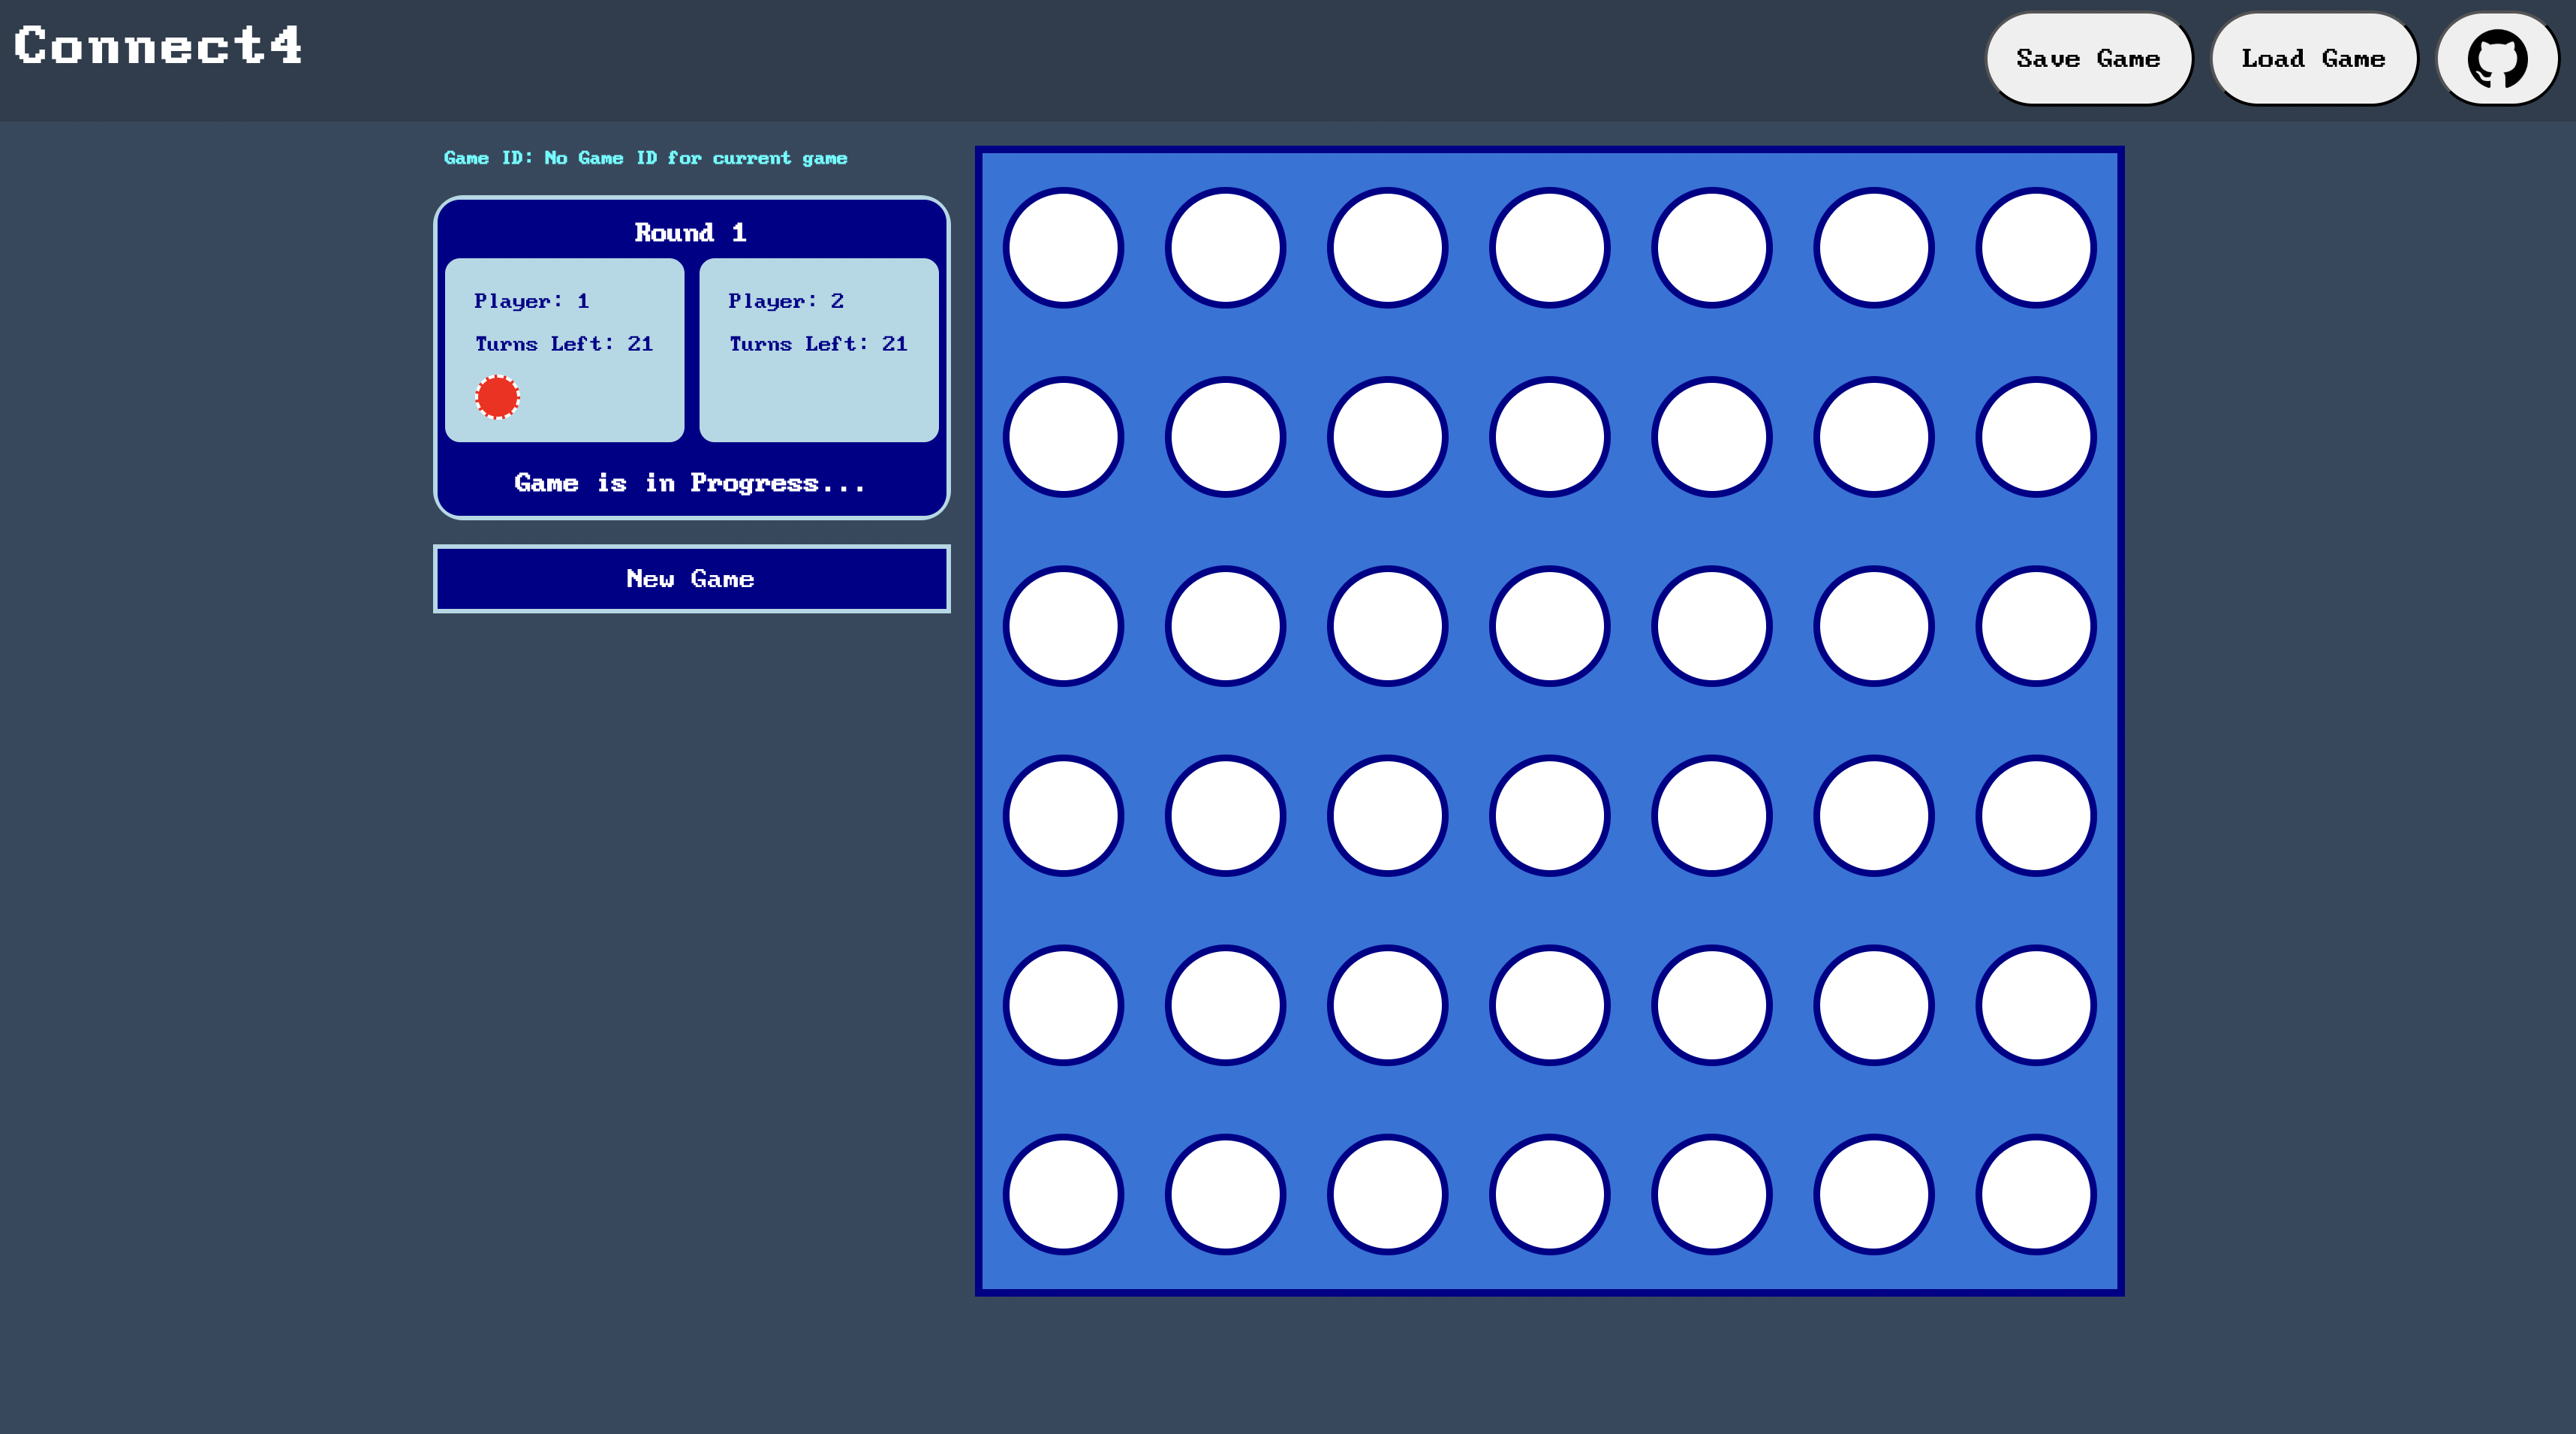 Connect4
Save Game
Load Game
Game ID: No Game ID for current game
Round 1
Player: 1
Turns Left: 21
Player: 2
Turns Left: 21
Game is in Progress...
New Game